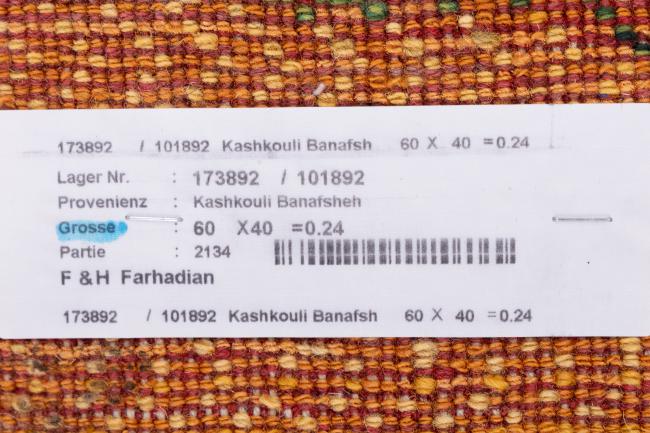 173892 / 101892 Kashkouli Banafsh 60 X 40 =0.24
Lager Nr. : 173892 / 101892
Provenienz : Kashkouli Banafsheh
Grosse : 60 X40 =0.24
Partie : 2134
F & H Farhadian
173892 / 101892 Kashkouli Banafsh 60 X 40 =0.24